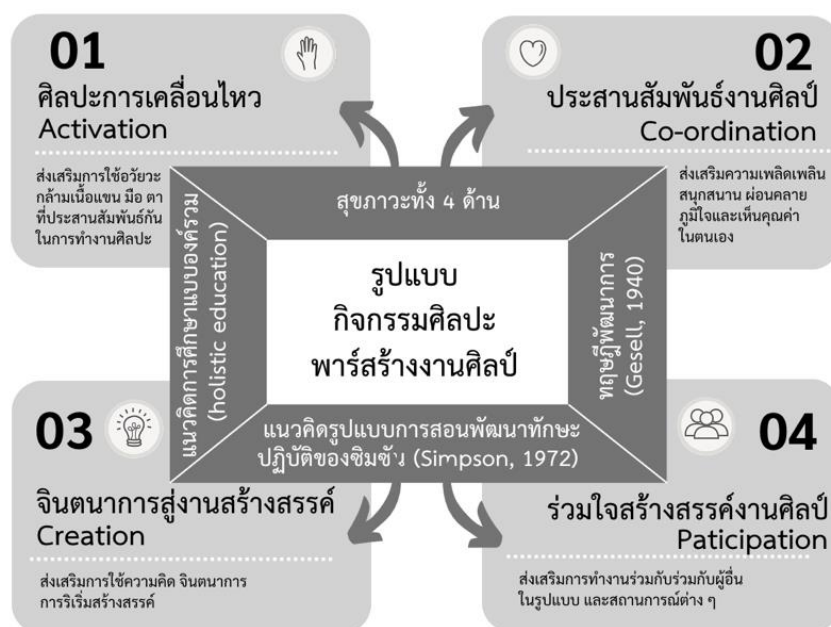 01
ศิลปะการเคลื่อนไหว
Activation
ส่งเสริมการใช้อวัยวะ
กล้ามเนื้อแขน มือ ตา
ที่ประสานสัมพันธ์กัน
ในการทำงานศิลปะ
02
ประสานสัมพันธ์งานศิลป์
Co-ordination
ส่งเสริมความเพลิดเพลิน
สนุกสนาน ผ่อนคลาย
ภูมิใจและเห็นคุณค่า
ในตนเอง
สุขภาวะทั้ง 4 ด้าน
แนวคิดการศึกษาแบบองค์รวม
(holistic education)
รูปแบบ
กิจกรรมศิลปะ
พาร์สร้างงานศิลป์
ทฤษฎีพัฒนาการ
(Gesell, 1940)
แนวคิดรูปแบบการสอนพัฒนาทักษะ
ปฏิบัติของซิมซัน (Simpson, 1972)
03
จินตนาการสู่งานสร้างสรรค์
Creation
ส่งเสริมการใช้ความคิด จินตนาการ
การริเริ่มสร้างสรรค์
04
ร่วมใจสร้างสรรค์งานศิลป์
Paticipation
ส่งเสริมการทำงานร่วมกับร่วมกับผู้อื่น
ในรูปแบบ และสถานการณ์ต่าง ๆ